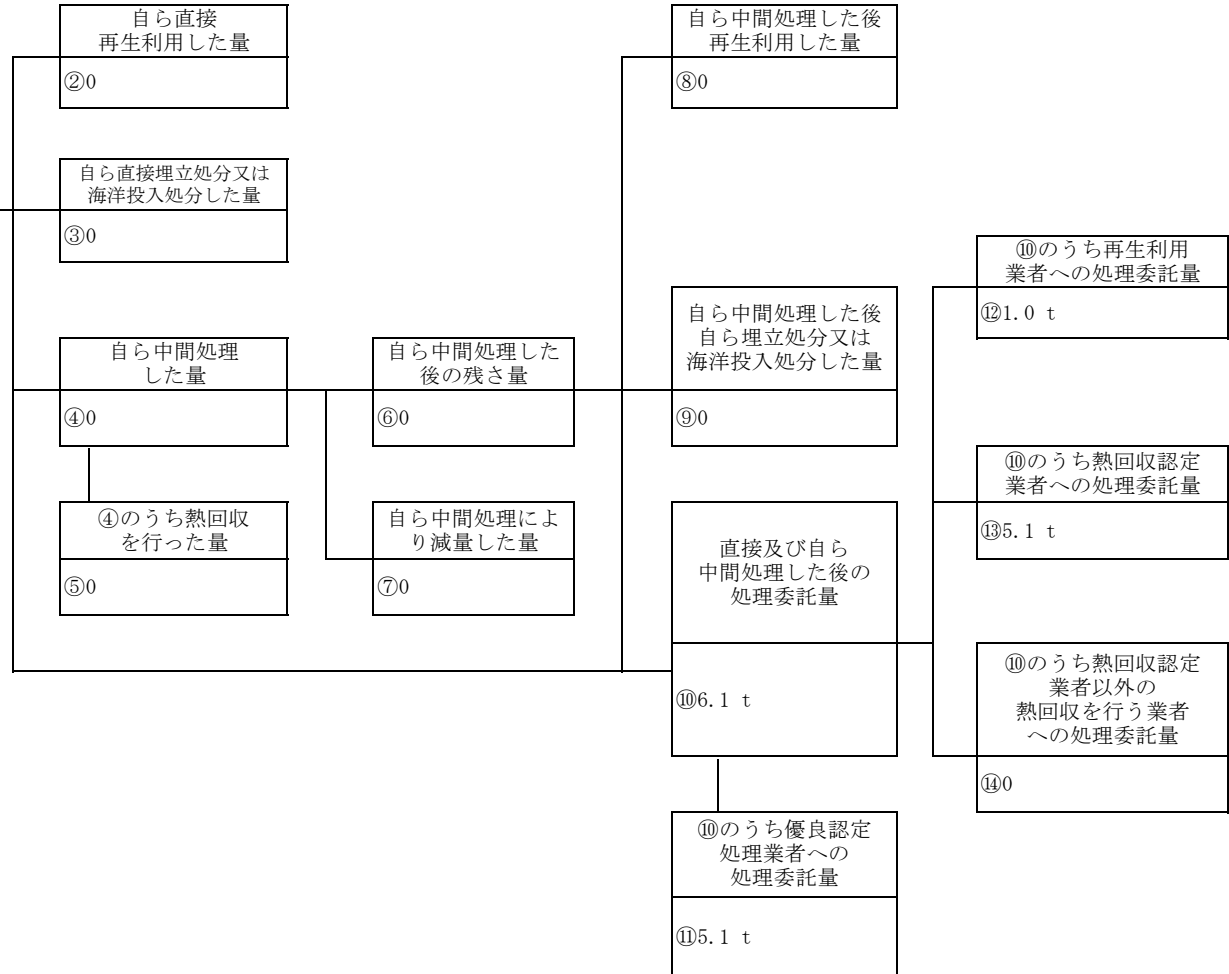 自ら直接
再生利用した量
②0
自ら直接埋立処分又は
海洋投入処分した量
③0
自ら中間処理
した量
④0
④のうち熱回収
を行った量
⑤0
自ら中間処理した
後の残さ量
⑥0
自ら中間処理によ
り減量した量
⑦0
自ら中間処理した後
再生利用した量
⑧0
自ら中間処理した後
自ら埋立処分又は
海洋投入処分した量
⑨0
直接及び自ら
中間処理した後の
処理委託量
⑩6.1 t
⑩のうち優良認定
処理業者への
処理委託量
⑪5.1 t
⑩のうち再生利用
業者への処理委託量
⑫1.0 t
⑩のうち熱回収認定
業者への処理委託量
⑬5.1 t
⑩のうち熱回収認定
業者以外の
熱回収を行う業者
への処理委託量
⑭0